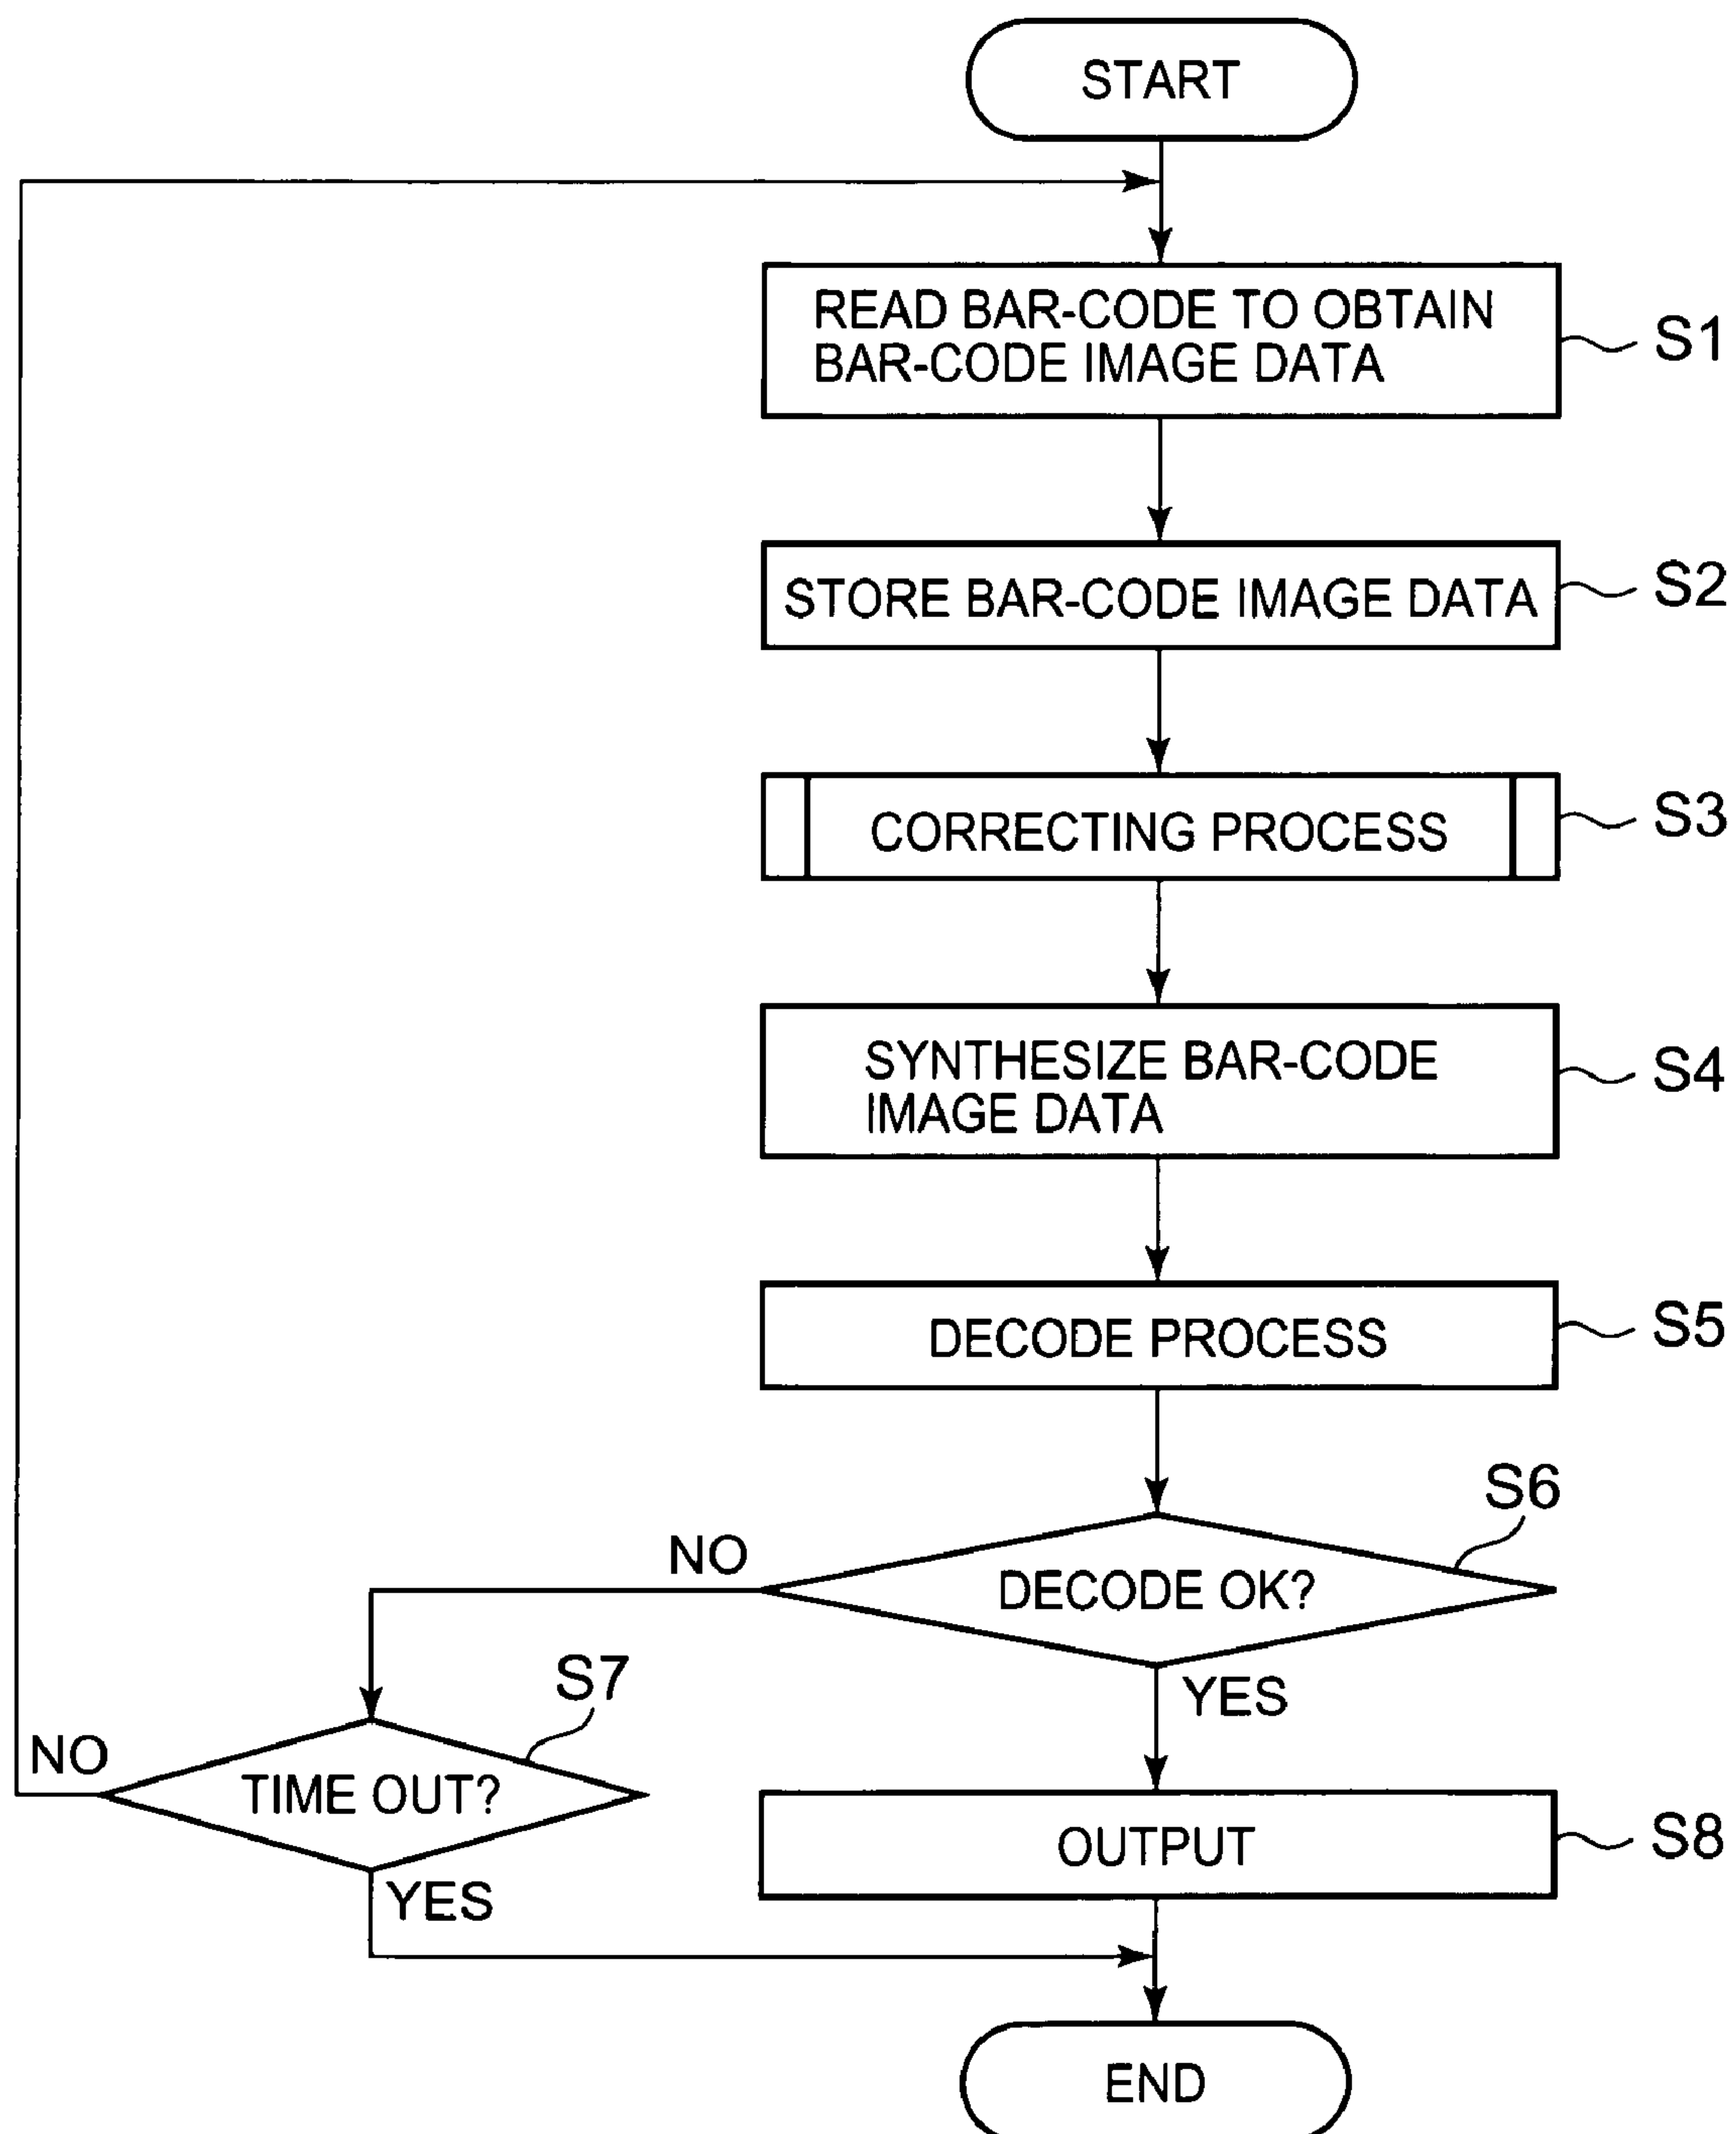 START
READ BAR-CODE TO OBTAIN
BAR-CODE IMAGE DATA
S1
STORE BAR-CODE IMAGE DATA
S2
CORRECTING PROCESS
S3
SYNTHESIZE BAR-CODE
IMAGE DATA
S4
DECODE PROCESS
S5
S6
NO
DECODE OK?
YES
S7
NO
TIME OUT?
YES
OUTPUT
S8
END